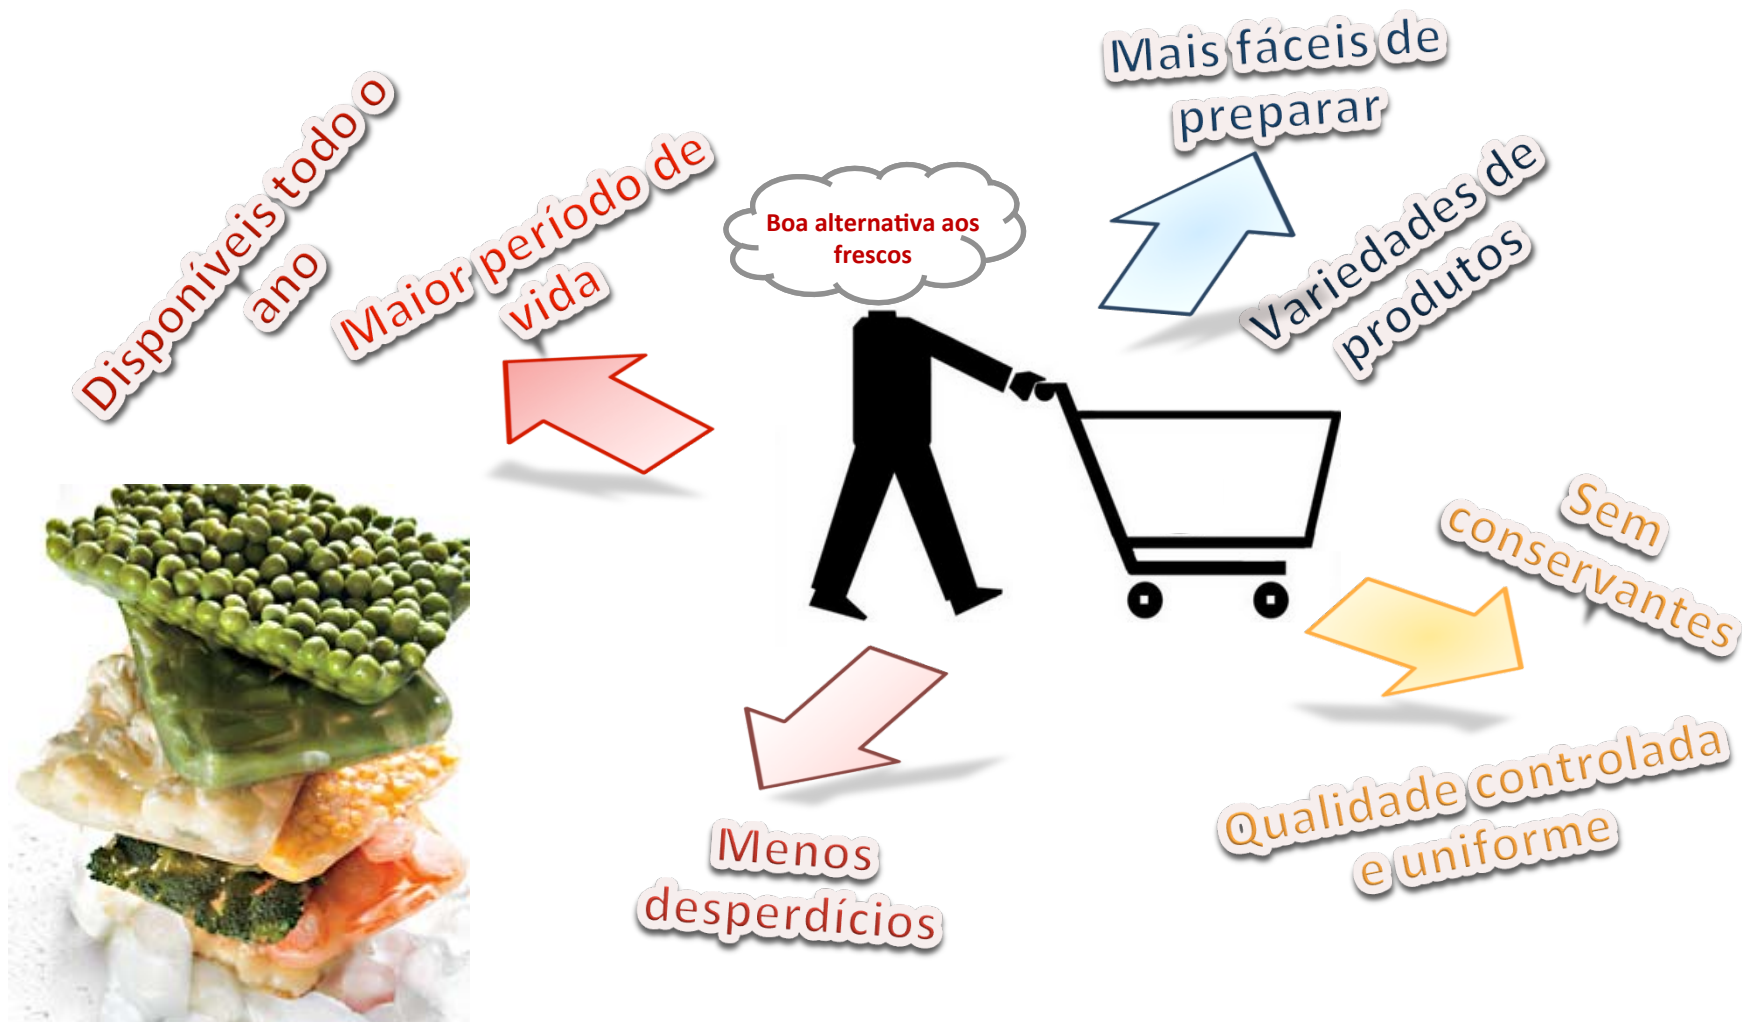 Disponíveis todo o
ano
Maior período de
vida
Boa alternativa aos
frescos
Mais fáceis de
preparar
Variedades de
produtos
Sem
conservantes
Qualidade controlada
e uniforme
Menos
desperdícios